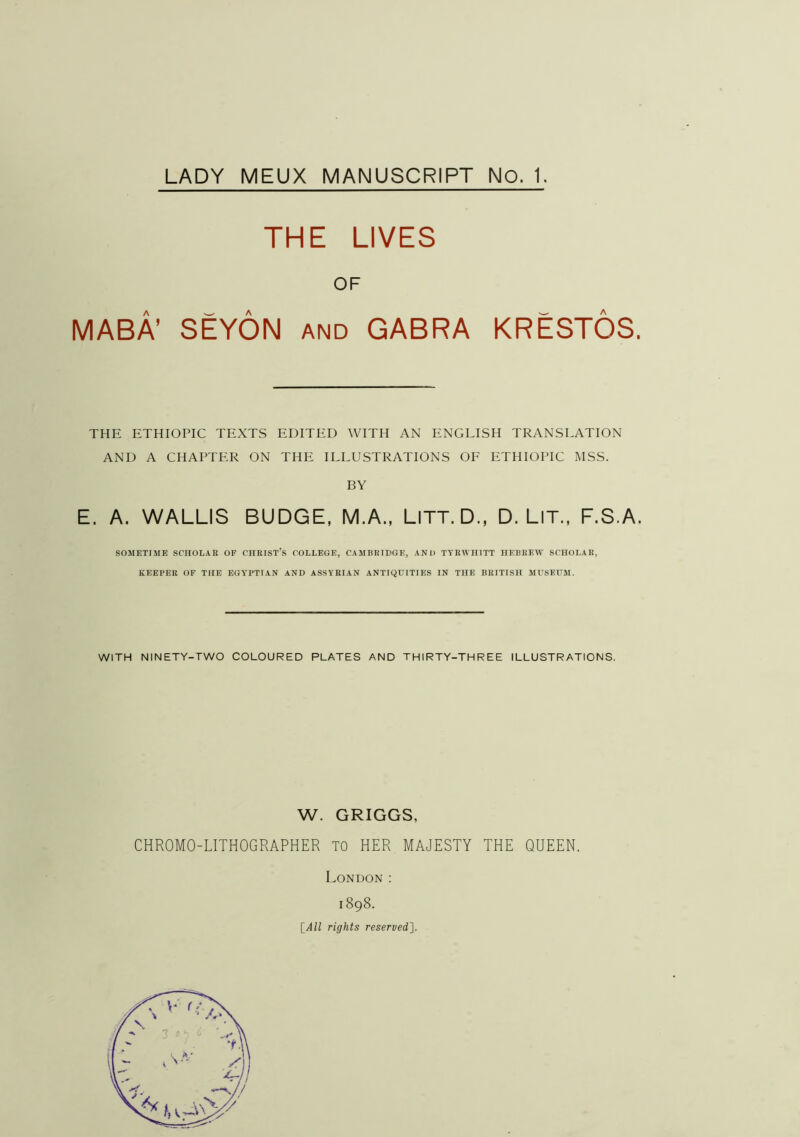 LADY MEUX MANUSCRIPT No. 1.
THE LIVES
OF
MABÂ' SĔYÔN AND GABRA KRĔSTÔS.
THE ETHIOPIC TEXTS EDITED WITH AN ENGLISH TRANSLATION
AND A CHAPTER ON THE ILLUSTRATIONS OF ETHIOPIC MSS.
BY
E. A. WALLIS BUDGE, M.A., LITT. D., D. LIT., F.S.A.
SOMETIME SCHOLAR OF CHRIST'S COLLEGE, CAMBRIDGE, AND TYRWHITT HEBREW SCHOLAR,
KEEPER OF THE EGYPTIAN AND ASSYRIAN ANTIQUITIES IN THE BRITISH MUSEUM.
WITH NINETY-TWO COLOURED PLATES AND THIRTY-THREE ILLUSTRATIONS.
W. GRIGGS,
CHROMO-LITHOGRAPHER TO HER MAJESTY THE QUEEN.
LONDON :
1898.
[All rights reserved].